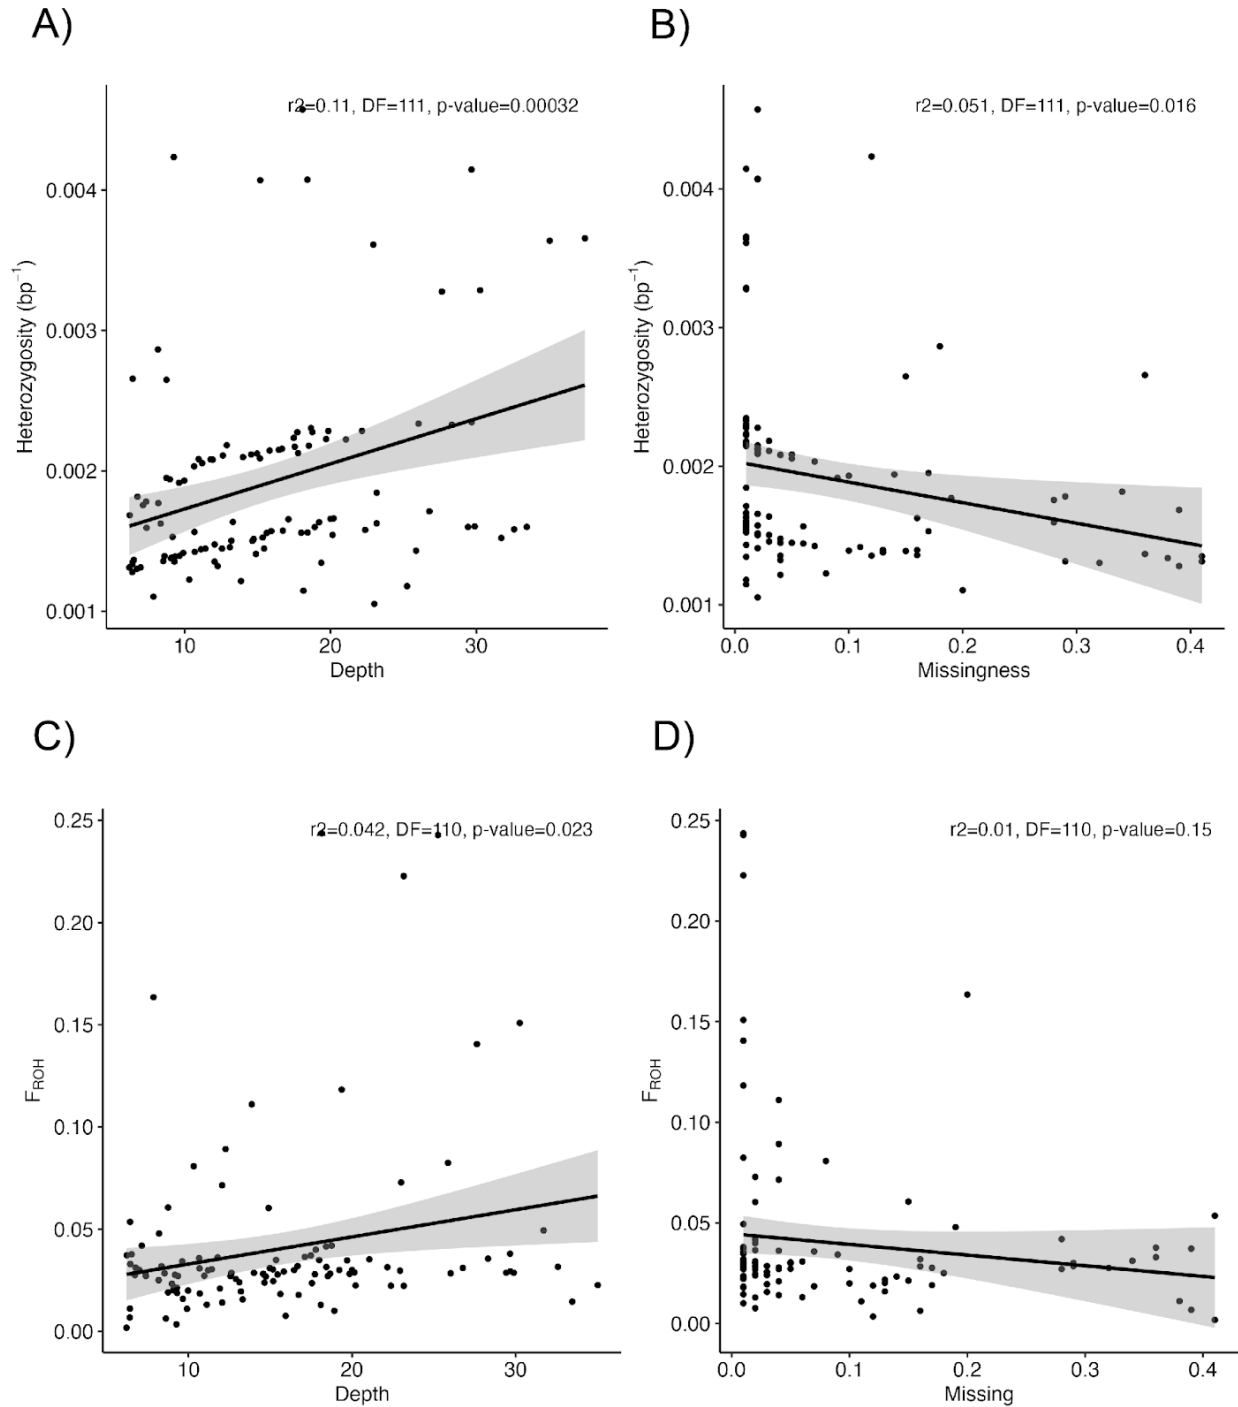 A)
B)
r2=0.11, DF=111, p-value=0.00032
r2=0.051, DF=111, p-value=0.016
Heterozygosity (bp⁻¹)
0.004
0.003
0.002
0.001
10
20
30
Depth
Heterozygosity (bp⁻¹)
0.004
0.003
0.002
0.001
0.0
0.1
0.2
0.3
0.4
Missingness
C)
D)
r2=0.042, DF=110, p-value=0.023
r2=0.01, DF=110, p-value=0.15
F_ROH
0.25
0.20
0.15
0.10
0.05
0.00
10
20
30
Depth
F_ROH
0.25
0.20
0.15
0.10
0.05
0.00
0.0
0.1
0.2
0.3
0.4
Missing